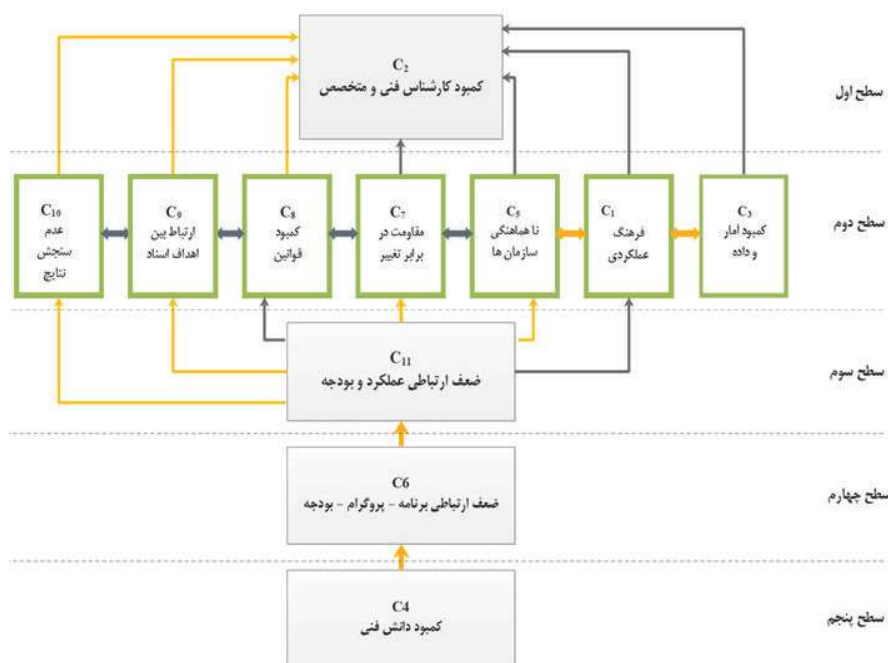 C2
کمبود کارشناس فنی و متخصص
سطح اول
C3
کمبود آمار
و داده
C1
فرهنگ
عملکردی
C5
نا هماهنگی
سازمان ها
C7
مقاومت در
برابر تغییر
C8
کمبود
قوانین
C9
ارتباط بین
اهداف اسناد
C10
عدم
سنجش
نتایج
سطح دوم
C11
ضعف ارتباطی عملکرد و بودجه
سطح سوم
C6
ضعف ارتباطی برنامه - پروگرام - بودجه
سطح چهارم
C4
کمبود دانش فنی
سطح پنجم